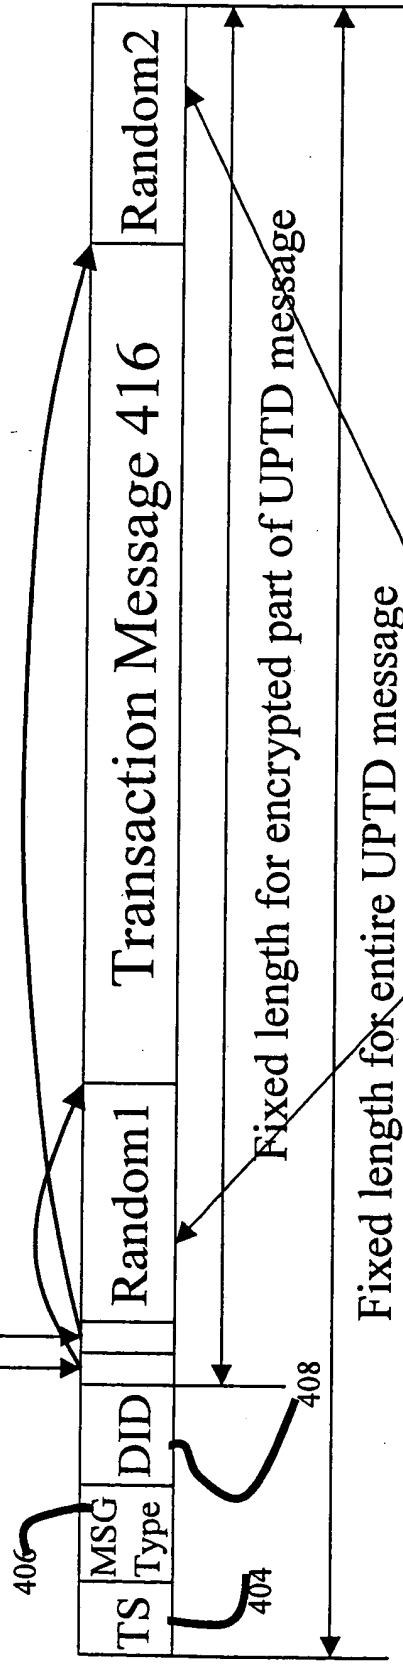 406
TS
MSG
Type
DID
Random1
Transaction Message 416
Random2
404
408
Fixed length for encrypted part of UPTD message
Fixed length for entire UPTD message